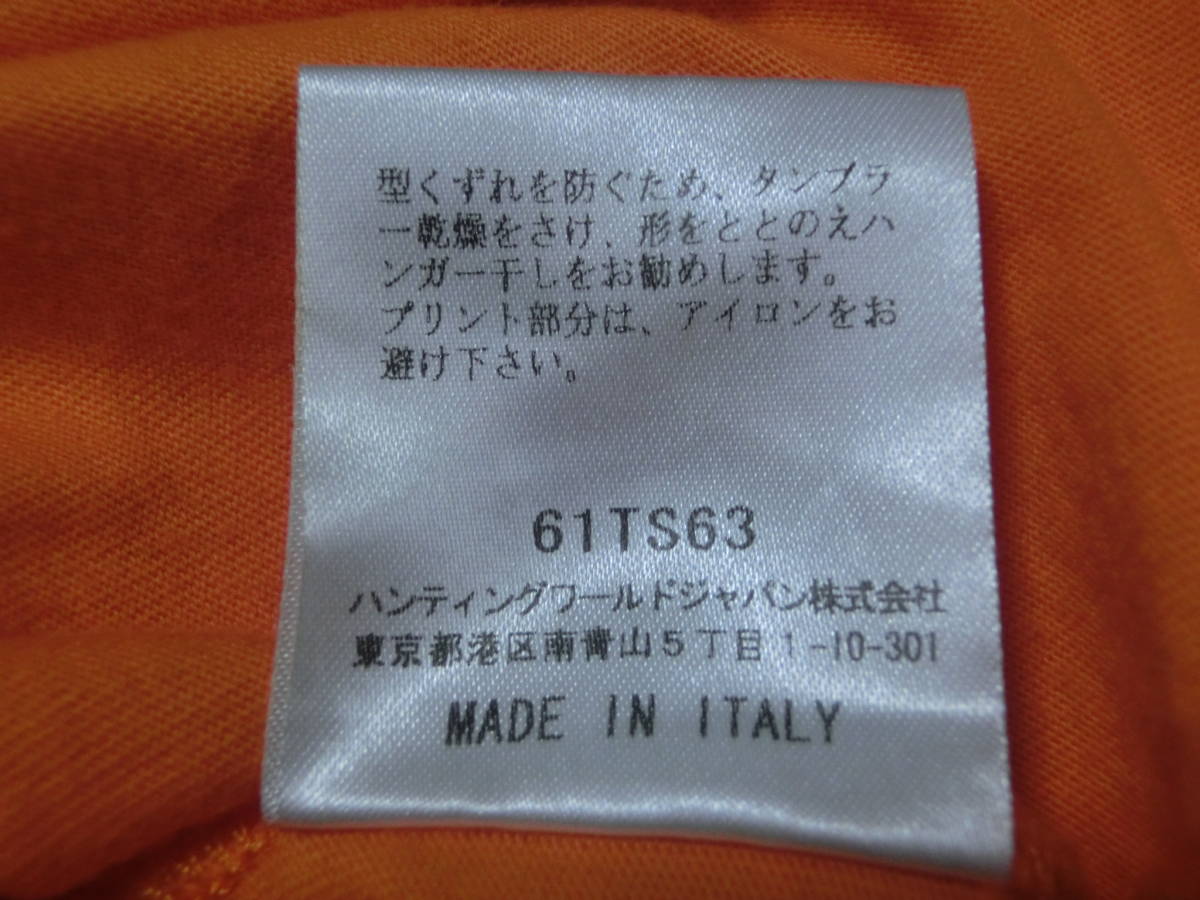 型くずれを防ぐため、タンブラ
ー乾燥をさけ、形をととのえハ
ンガー干しをお勧めします。
プリント部分は、アイロンをお
避け下さい。
61TS63
ハンティングワールドジャパン株式会社
東京都港区南青山5丁目1-10-301
MADE IN ITALY